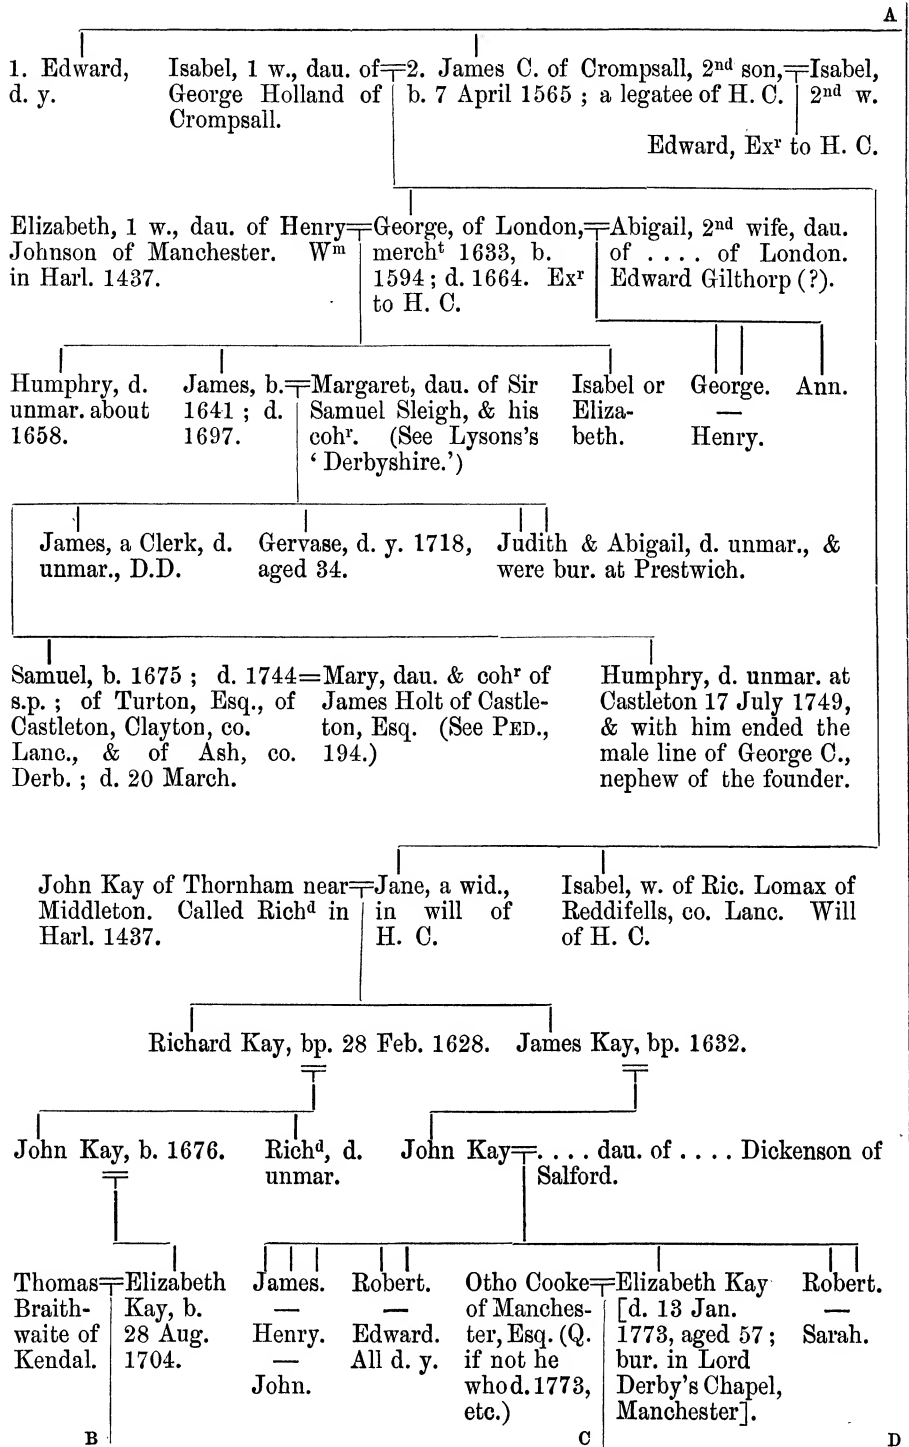 A
1. Edward,
d. y.
Isabel, 1 w., dau. of
George Holland of
Crompsall.
2. James C. of Crompsall, 2nd son,
b. 7 April 1565 ; a legatee of H. C.
Isabel,
2nd w.
Edward, Exr to H. C.
Elizabeth, 1 w., dau. of Henry
Johnson of Manchester. Wm
in Harl. 1437.
George, of London,
mercht 1633, b.
1594 ; d. 1664. Exr
to H. C.
Abigail, 2nd wife, dau.
of .... of London.
Edward Gilthorp (?).
Humphry, d.
unmar. about
1658.
James, b.
1641 ; d.
1697.
Margaret, dau. of Sir
Samuel Sleigh, & his
cohr. (See Lysons's
‘ Derbyshire.’)
Isabel or
Eliza-
beth.
George.
—
Henry.
Ann.
James, a Clerk, d.
unmar., D.D.
Gervase, d. y. 1718,
aged 34.
Judith & Abigail, d. unmar., &
were bur. at Prestwich.
Samuel, b. 1675 ; d. 1744
s.p. ; of Turton, Esq., of
Castleton, Clayton, co.
Lanc., & of Ash, co.
Derb. ; d. 20 March.
=Mary, dau. & cohr of
James Holt of Castle-
ton, Esq. (See PED.,
194.)
Humphry, d. unmar. at
Castleton 17 July 1749,
& with him ended the
male line of George C.,
nephew of the founder.
John Kay of Thornham near
Middleton. Called Richd in
Harl. 1437.
Jane, a wid.,
in will of
H. C.
Isabel, w. of Ric. Lomax of
Reddifells, co. Lanc. Will
of H. C.
Richard Kay, bp. 28 Feb. 1628.
James Kay, bp. 1632.
John Kay, b. 1676.
Richd, d.
unmar.
John Kay
.... dau. of .... Dickenson of
Salford.
Thomas
Braith-
waite of
Kendal.
Elizabeth
Kay, b.
28 Aug.
1704.
James.
—
Henry.
—
John.
Robert.
—
Edward.
All d. y.
Otho Cooke
of Manches-
ter, Esq. (Q.
if not he
who d. 1773,
etc.)
Elizabeth Kay
[d. 13 Jan.
1773, aged 57 ;
bur. in Lord
Derby's Chapel,
Manchester].
Robert.
—
Sarah.
B
C
D